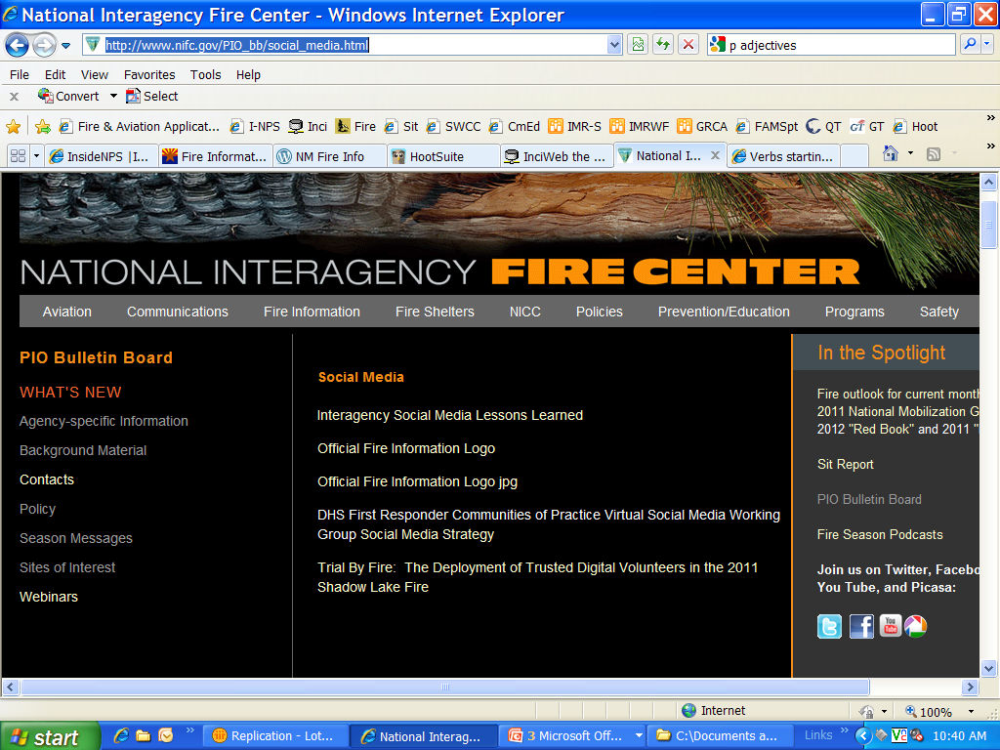 National Interagency Fire Center - Windows Internet Explorer
http://www.nifc.gov/PIO_bb/social_media.html
p adjectives
File Edit View Favorites Tools Help
x Convert Select
Fire & Aviation Applicat... I-NPS Inci Fire Sit SWCC CmEd IMR-S IMRWF GRCA FAMSpt QT GT Hoot
InsideNPS | I... Fire Informat... NM Fire Info HootSuite InciWeb the ... National I... x Verbs startin...
NATIONAL INTERAGENCY FIRE CENTER
Aviation Communications Fire Information Fire Shelters NICC Policies Prevention/Education Programs Safety
PIO Bulletin Board
WHAT'S NEW
Agency-specific Information
Background Material
Contacts
Policy
Season Messages
Sites of Interest
Webinars
Social Media
Interagency Social Media Lessons Learned
Official Fire Information Logo
Official Fire Information Logo jpg
DHS First Responder Communities of Practice Virtual Social Media Working
Group Social Media Strategy
Trial By Fire:  The Deployment of Trusted Digital Volunteers in the 2011
Shadow Lake Fire
In the Spotlight
Fire outlook for current month
2011 National Mobilization G
2012 "Red Book" and 2011 "
Sit Report
PIO Bulletin Board
Fire Season Podcasts
Join us on Twitter, Facebo
You Tube, and Picasa:
You Tube
Internet 100%
start Replication - Lot... National Interag... 3 Microsoft Off... C:\Documents a... Links 10:40 AM